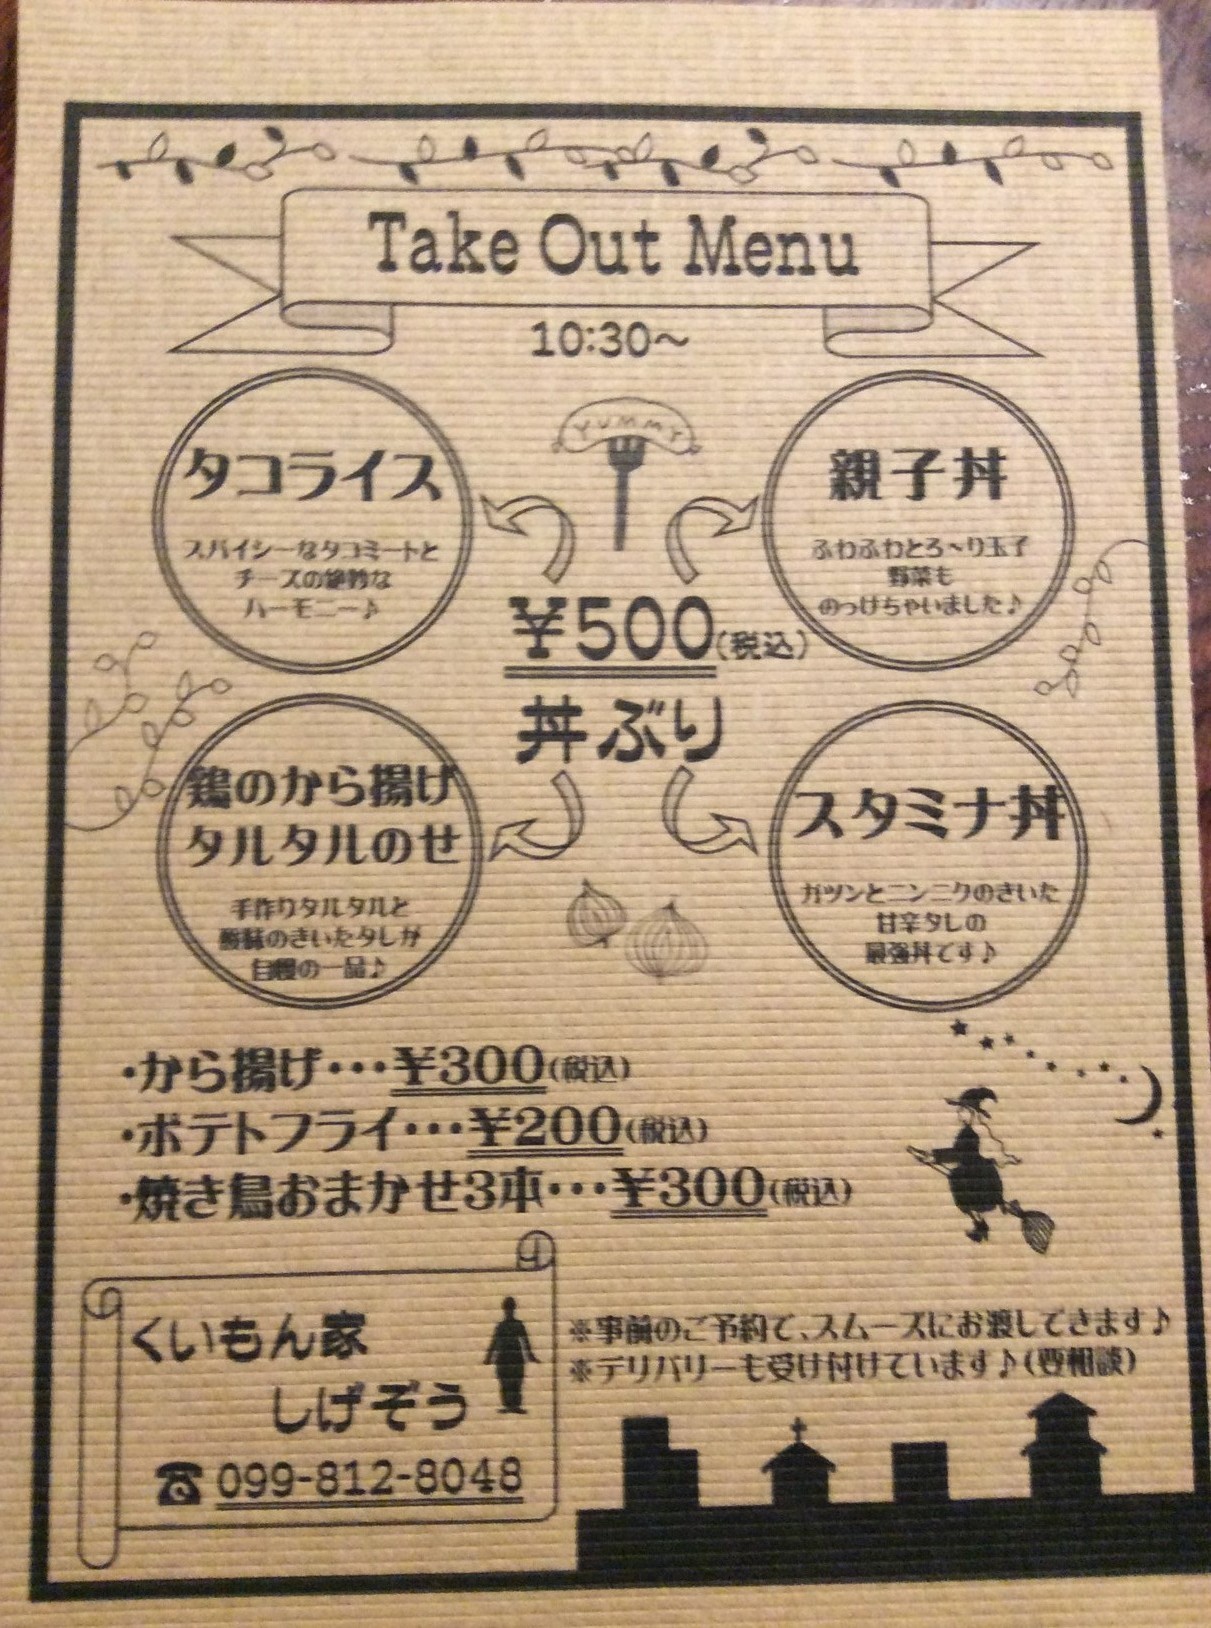 Take Out Menu
10:30～
YUMMY
タコライス
スパイシーなタコミートと
チーズの絶妙な
ハーモニー♪
親子丼
ふわふわとろ～り玉子
野菜も
のっけちゃいました♪
¥500(税込)
丼ぶり
鶏のから揚げ
タルタルのせ
手作りタルタルと
酸味のきいたタレが
自慢の一品♪
スタミナ丼
ガツンとニンニクのきいた
甘辛タレの
最強丼です♪
・から揚げ･･･¥300(税込)
・ポテトフライ･･･¥200(税込)
・焼き鳥おまかせ3本･･･¥300(税込)
くいもん家
しげぞう
☎ 099-812-8048
※事前のご予約で、スムーズにお渡しできます♪
※デリバリーも受け付けています♪(要相談)